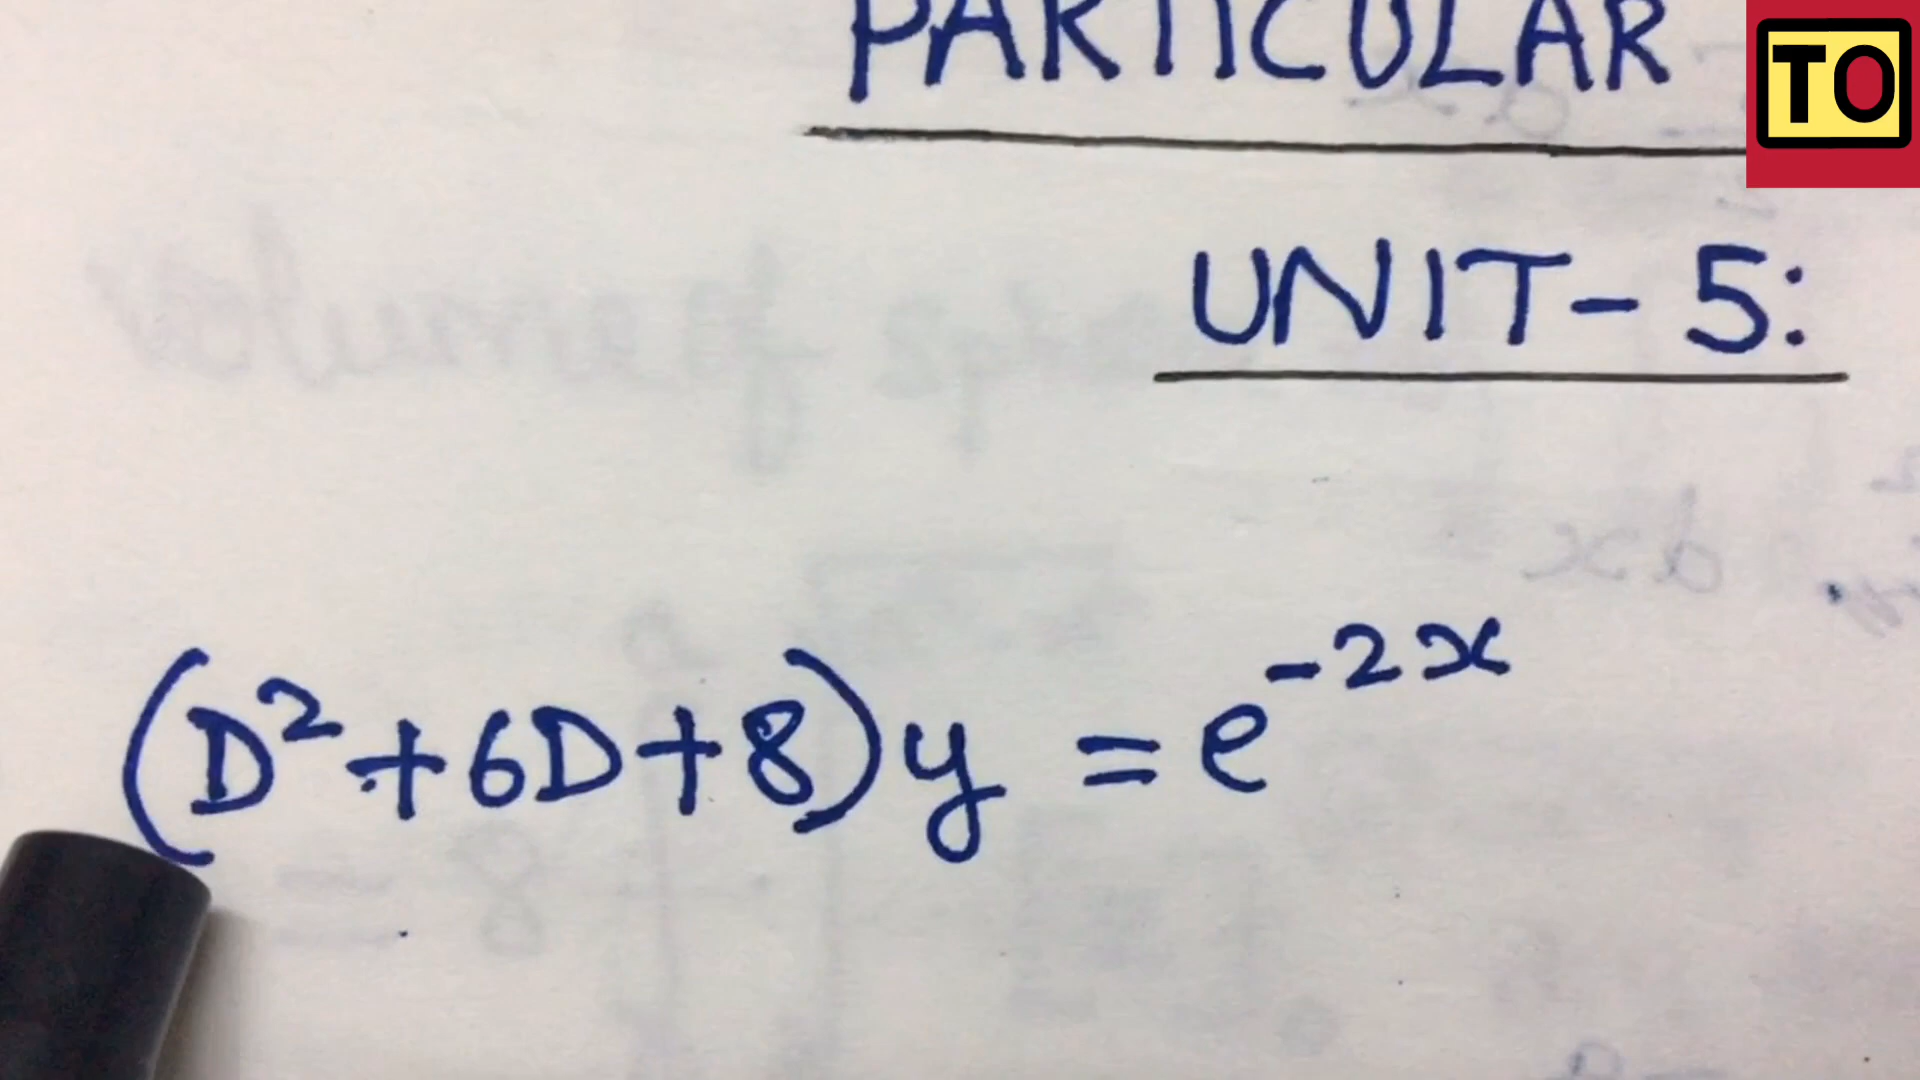 PARTICULAR
TO
UNIT-5:
(D²+6D+8)y = e^{-2x}